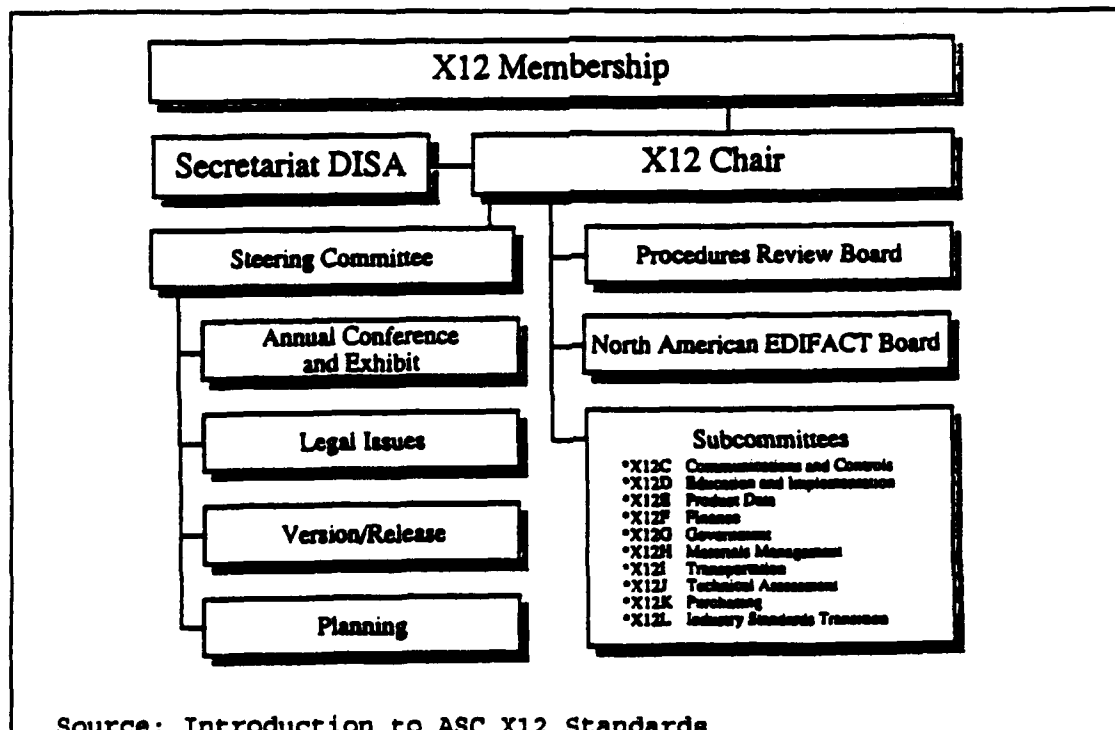 X12 Membership
Secretariat DISA
X12 Chair
Steering Committee
Annual Conference
and Exhibit
Legal Issues
Version/Release
Planning
Procedures Review Board
North American EDIFACT Board
Subcommittees
*X12C Communications and Controls
*X12D Education and Implementation
*X12E Product Data
*X12F Finance
*X12G Government
*X12H Materials Management
*X12I Transportation
*X12J Technical Assessment
*X12K Purchasing
*X12L Industry Standards
Source: Introduction to ASC X12 Standards